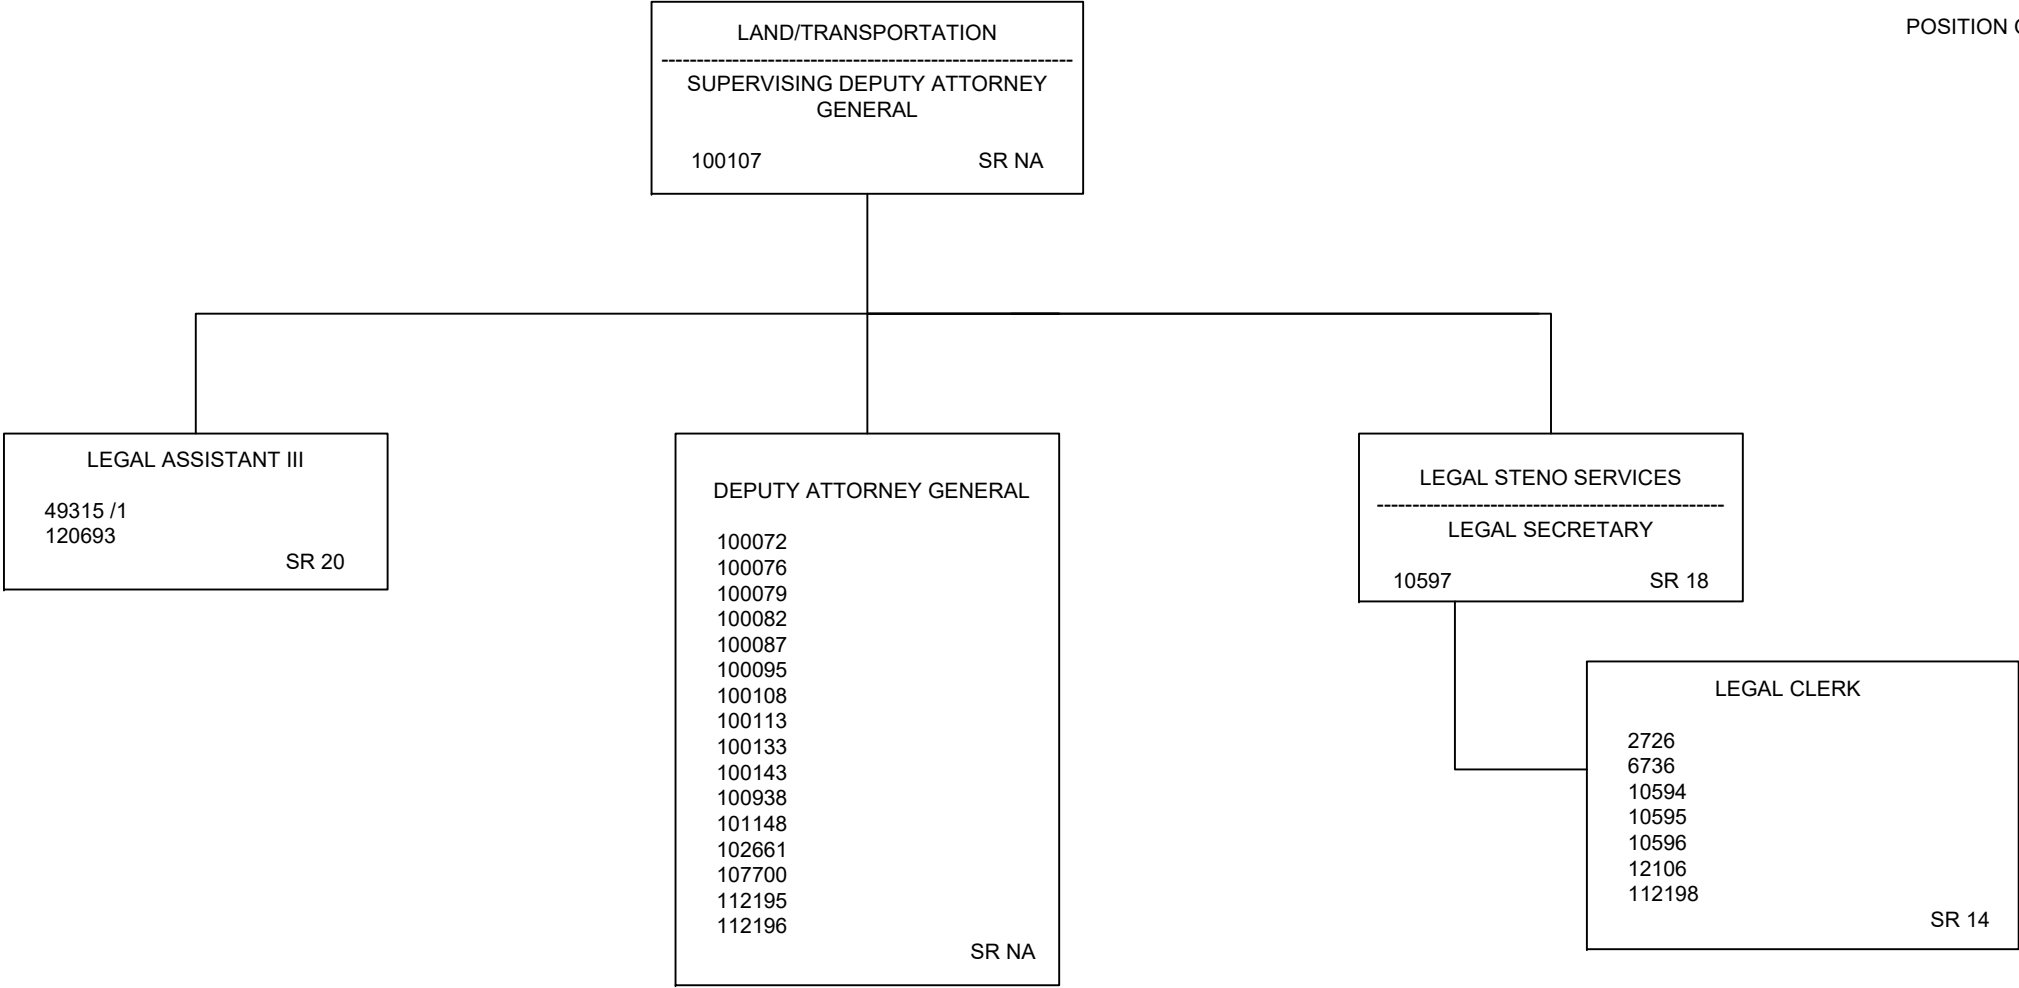 POSITION
LAND/TRANSPORTATION
------------------------------------------------------------
SUPERVISING DEPUTY ATTORNEY
GENERAL
100107 SR NA
LEGAL ASSISTANT III
49315 /1
120693
SR 20
DEPUTY ATTORNEY GENERAL
100072
100076
100079
100082
100087
100095
100108
100113
100133
100143
100938
101148
102661
107700
112195
112196
SR NA
LEGAL STENO SERVICES
--------------------------------------------------
LEGAL SECRETARY
10597 SR 18
LEGAL CLERK
2726
6736
10594
10595
10596
12106
112198
SR 14